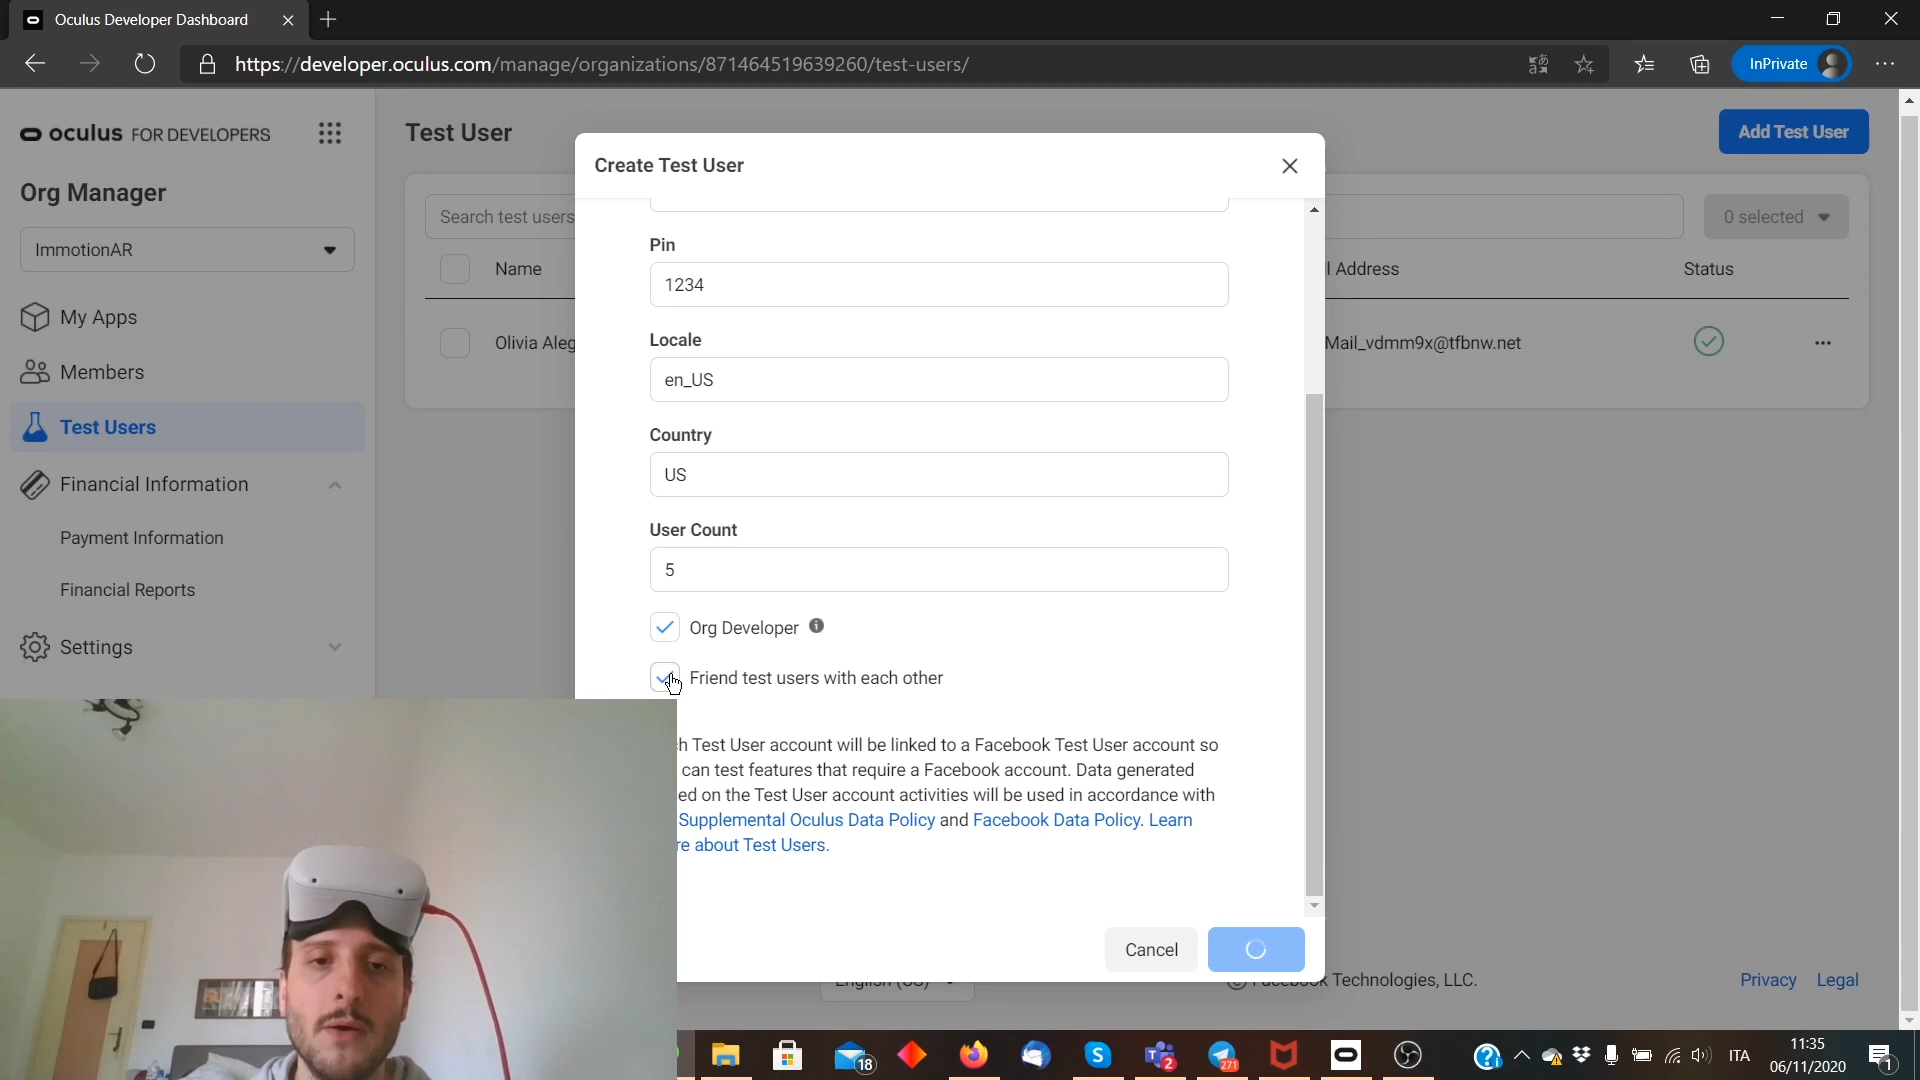 Oculus Developer Dashboard
https://developer.oculus.com/manage/organizations/871464519639260/test-users/
InPrivate
oculus FOR DEVELOPERS
Test User
Add Test User
Create Test User
Org Manager
ImmotionAR
Search test users
0 selected
Name
Address
Status
Olivia
Mail_vdmm9x@tfbnw.net
My Apps
Members
Test Users
Financial Information
Payment Information
Financial Reports
Settings
Pin
1234
Locale
en_US
Country
US
User Count
5
Org Developer
Friend test users with each other
Test User account will be linked to a Facebook Test User account so
can test features that require a Facebook account. Data generated
on the Test User account activities will be used in accordance with
Supplemental Oculus Data Policy and Facebook Data Policy. Learn
about Test Users.
Cancel
Technologies, LLC.
Privacy
Legal
18
2
271
ITA
11:35
06/11/2020
1